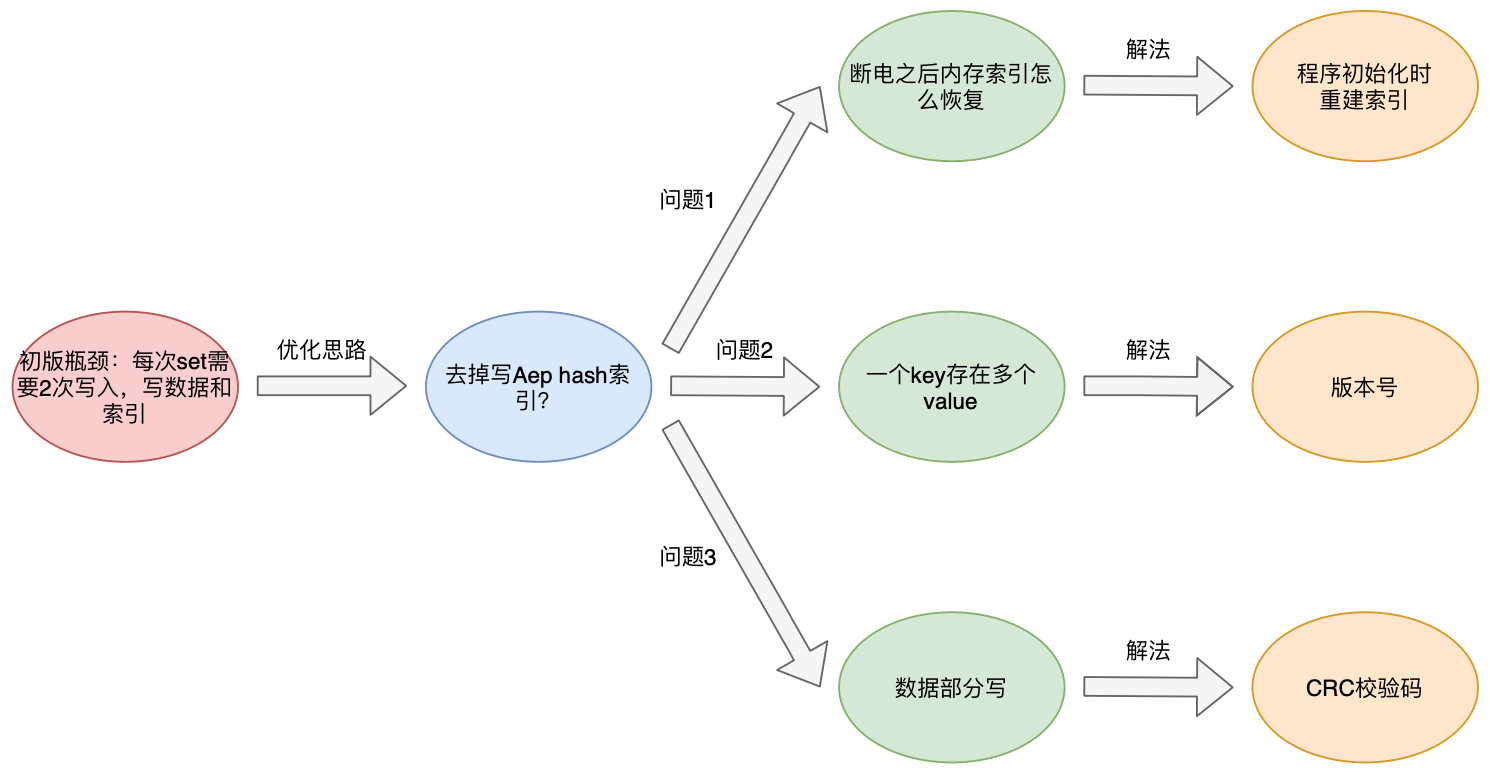 初版瓶颈：每次set需
要2次写入，写数据和
索引
优化思路
去掉写Aep hash索
引?
问题1
断电之后内存索引怎
么恢复
解法
程序初始化时
重建索引
问题2
一个key存在多个
value
解法
版本号
问题3
数据部分写
解法
CRC校验码